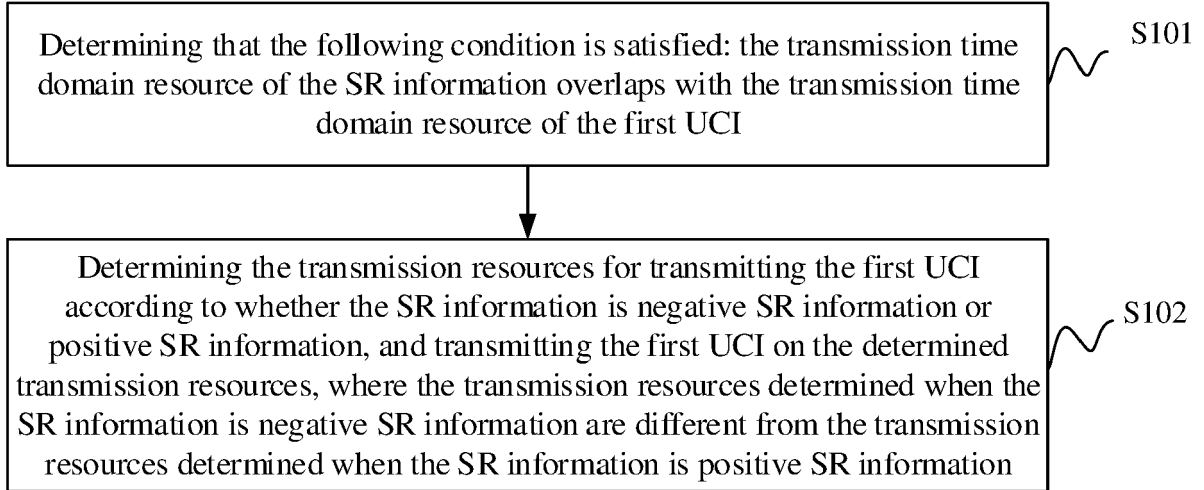 Determining that the following condition is satisfied: the transmission time
domain resource of the SR information overlaps with the transmission time
domain resource of the first UCI
S101
Determining the transmission resources for transmitting the first UCI
according to whether the SR information is negative SR information or
positive SR information, and transmitting the first UCI on the determined
transmission resources, where the transmission resources determined when the
SR information is negative SR information are different from the transmission
resources determined when the SR information is positive SR information
S102